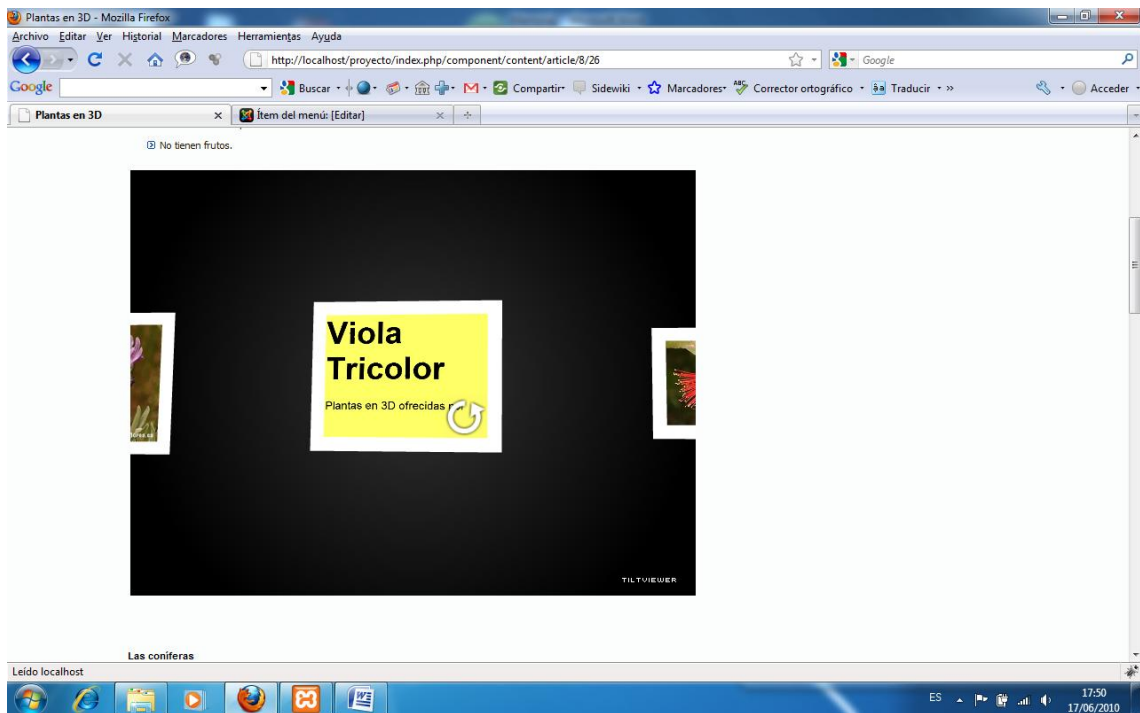 Plantas en 3D - Mozilla Firefox
Archivo Editar Ver Historial Marcadores Herramientas Ayuda
http://localhost/proyecto/index.php/component/content/article/8/26 Google
Google Buscar Compartir Sidewiki Marcadores ABC Corrector ortográfico Traducir » Acceder
Plantas en 3D Ítem del menú: [Editar]
No tienen frutos.
Viola
Tricolor
Plantas en 3D ofrecidas
TILTVIEWER
Las coniferas
Leído localhost
ES 17:50
17/06/2010